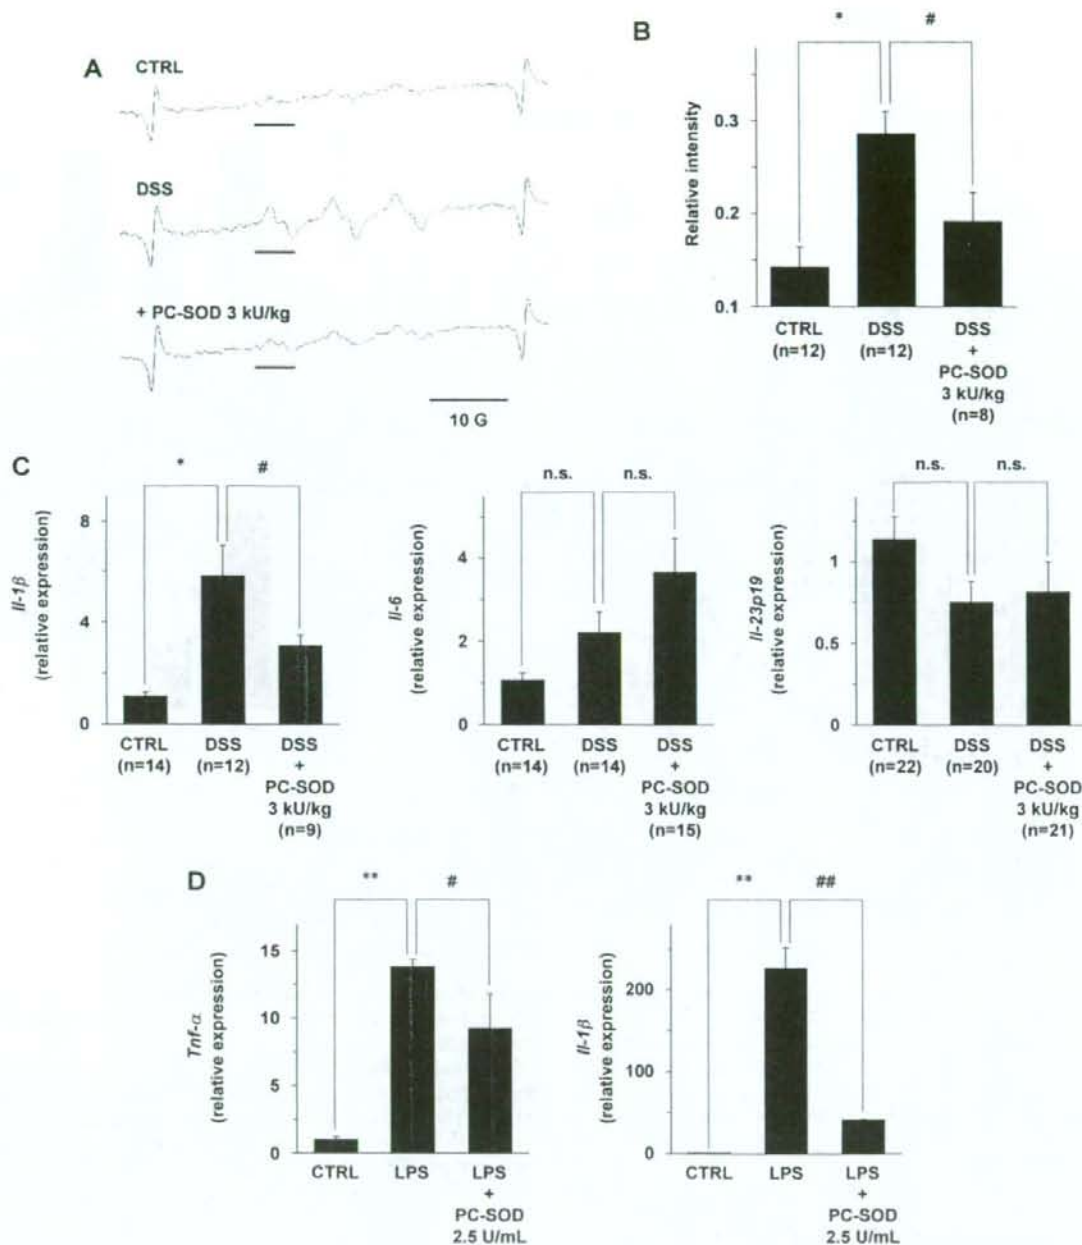 A
CTRL
DSS
+ PC-SOD 3 kU/kg
10 G
B
* #
Relative intensity
0.3
0.2
0.1
CTRL
(n=12)
DSS
(n=12)
DSS
+
PC-SOD
3 kU/kg
(n=8)
C
* #
Il-1β
(relative expression)
8
4
0
CTRL
(n=14)
DSS
(n=12)
DSS
+
PC-SOD
3 kU/kg
(n=9)
n.s. n.s.
Il-6
(relative expression)
4
2
0
CTRL
(n=14)
DSS
(n=14)
DSS
+
PC-SOD
3 kU/kg
(n=15)
n.s. n.s.
Il-23p19
(relative expression)
1
0.5
0
CTRL
(n=22)
DSS
(n=20)
DSS
+
PC-SOD
3 kU/kg
(n=21)
D
** #
Tnf-α
(relative expression)
15
10
5
0
CTRL
LPS
LPS
+
PC-SOD
2.5 U/mL
** ##
Il-1β
(relative expression)
200
100
0
CTRL
LPS
LPS
+
PC-SOD
2.5 U/mL